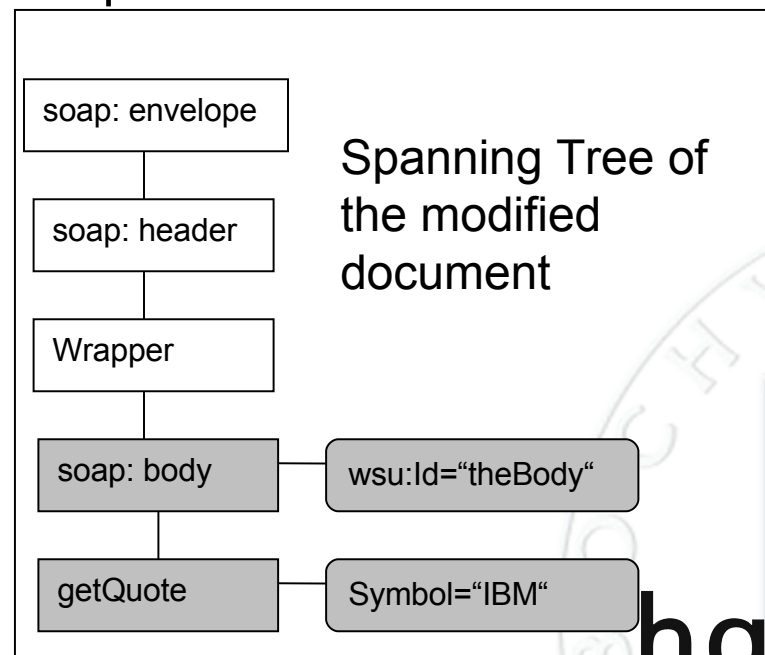 soap: envelope
Spanning Tree of
the modified
document
soap: header
Wrapper
soap: body
wsu:Id=“theBody“
getQuote
Symbol=“IBM“